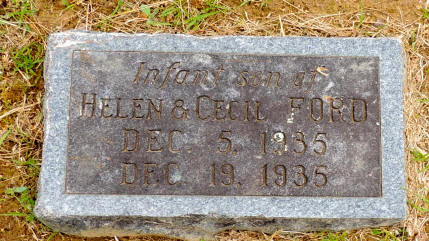 Infant son of
HELEN & CECIL FORD
DEC. 5, 1935
DEC. 19, 1935